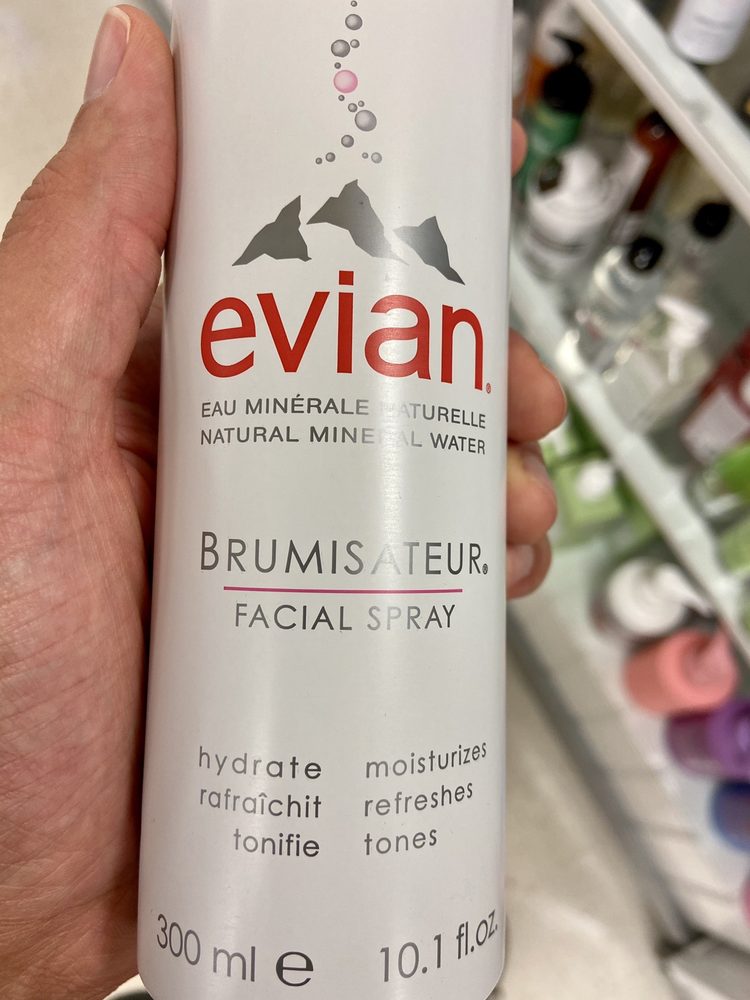 evian®
EAU MINÉRALE NATURELLE
NATURAL MINERAL WATER
BRUMISATEUR®
FACIAL SPRAY
hydrate moisturizes
rafraîchit refreshes
tonifie tones
300 ml ℮ 10.1 fl.oz.